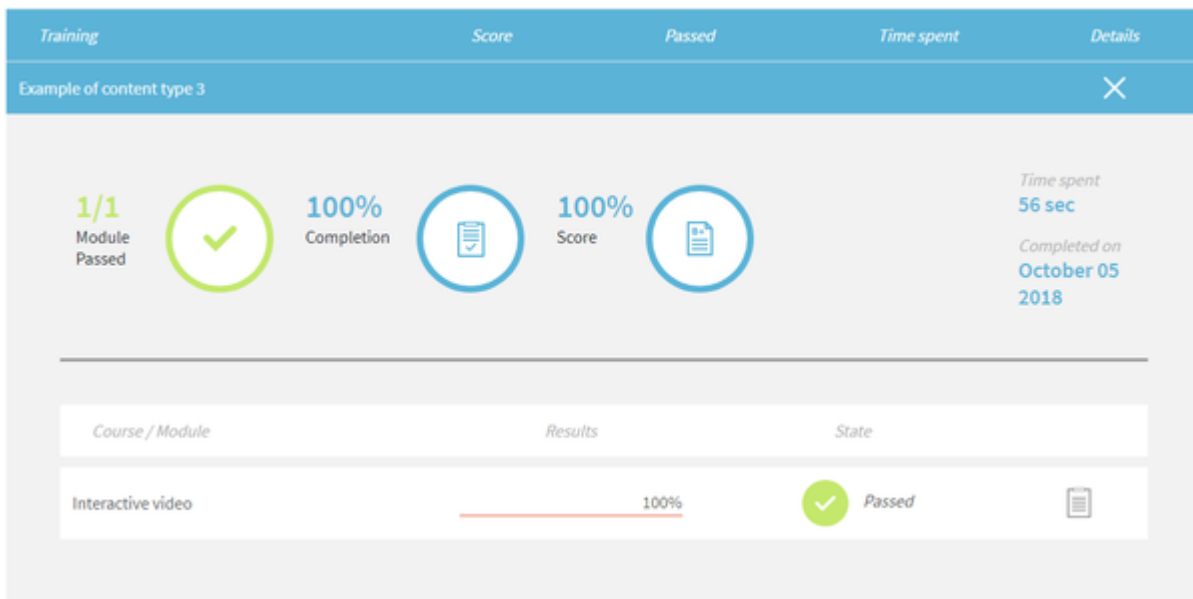 Training Score Passed Time spent Details
Example of content type 3
1/1
Module
Passed
100%
Completion
100%
Score
Time spent
56 sec
Completed on
October 05
2018
Course / Module Results State
Interactive video 100% Passed